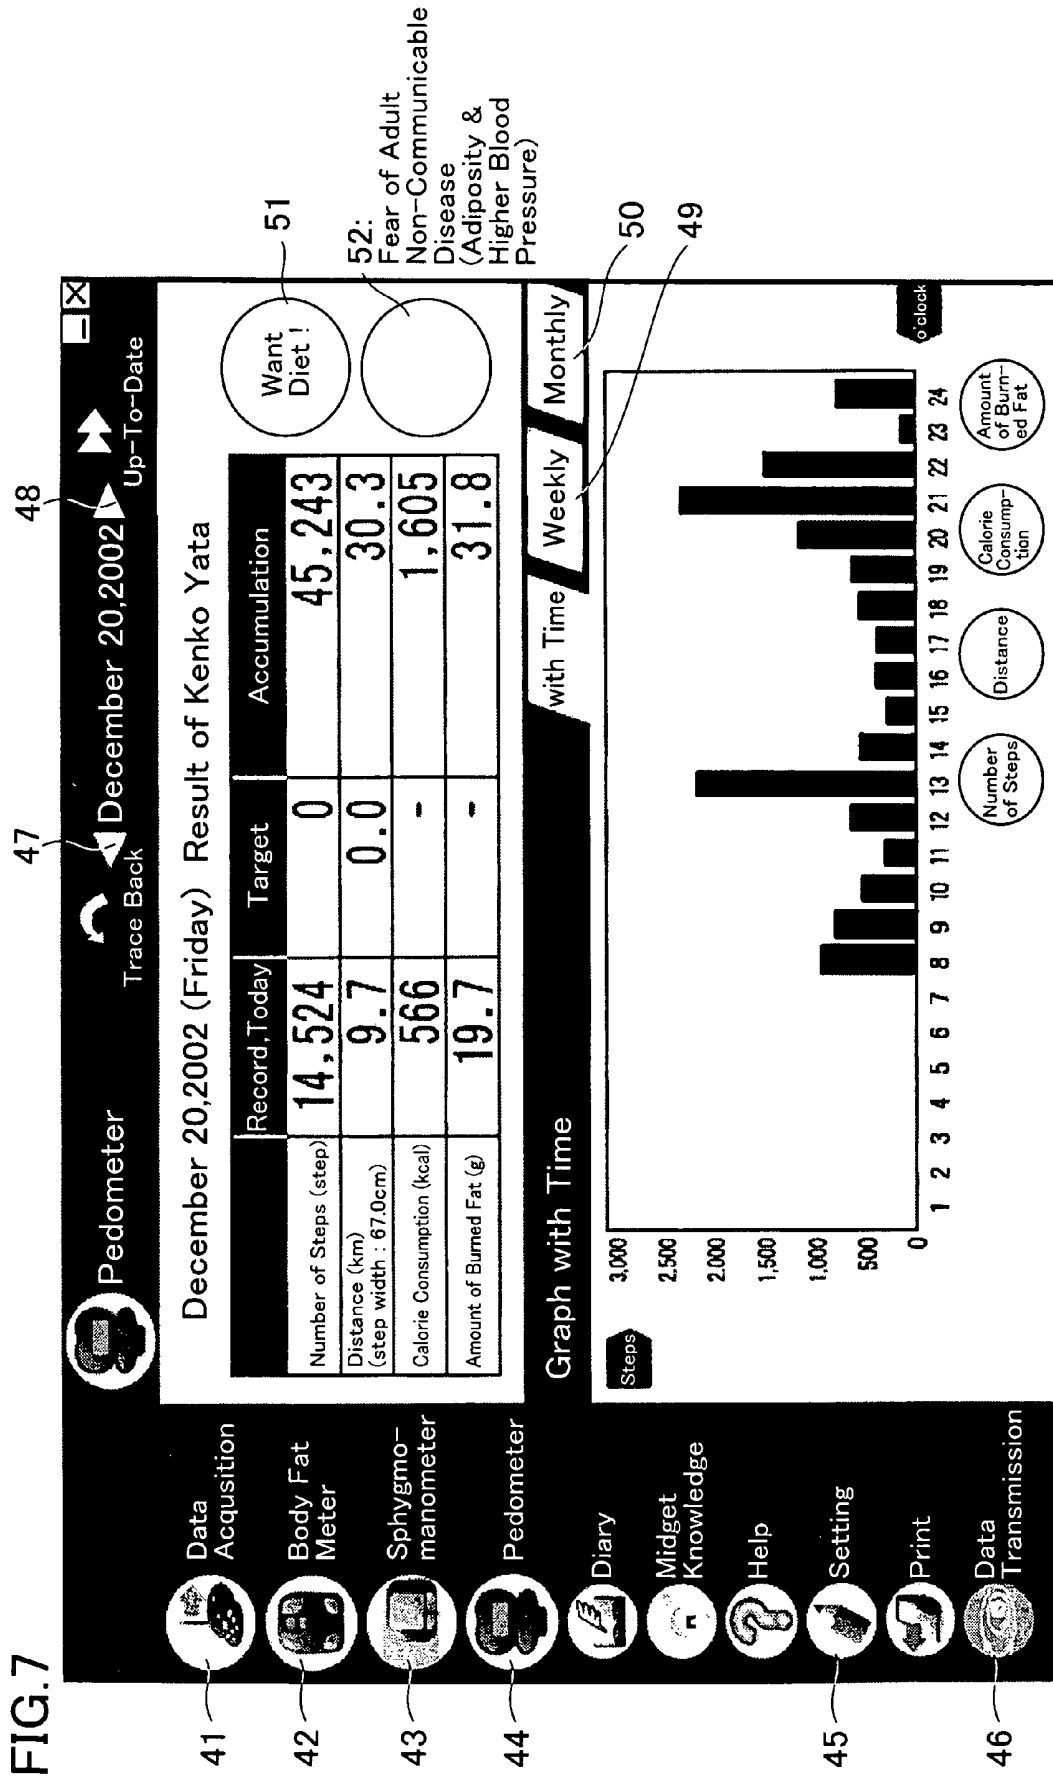 FIG.7
47
48
Pedometer
Trace Back
December 20,2002
Up-To-Date
41
Data
Acqusition
42
Body Fat
Meter
43
Sphygmo-
manometer
44
Pedometer
Diary
Midget
Knowledge
Help
45
Setting
Print
46
Data
Transmission
December 20,2002 (Friday) Result of Kenko Yata
Record,Today Target Accumulation
Number of Steps (step) 14,524 0 45,243
Distance (km)
(step width : 67.0cm) 9.7 0.0 30.3
Calorie Consumption (kcal) 566 - 1,605
Amount of Burned Fat (g) 19.7 - 31.8
Want
Diet !
51
52:
Fear of Adult
Non-Communicable
Disease
(Adiposity &
Higher Blood
Pressure)
Graph with Time
with Time Weekly Monthly
50
49
Steps
3,000
2,500
2,000
1,500
1,000
500
0
1 2 3 4 5 6 7 8 9 10 11 12 13 14 15 16 17 18 19 20 21 22 23 24
o'clock
Number
of Steps
Distance
Calorie
Consump-
tion
Amount
of Burn-
ed Fat